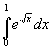 ∫₀¹ e^√x dx